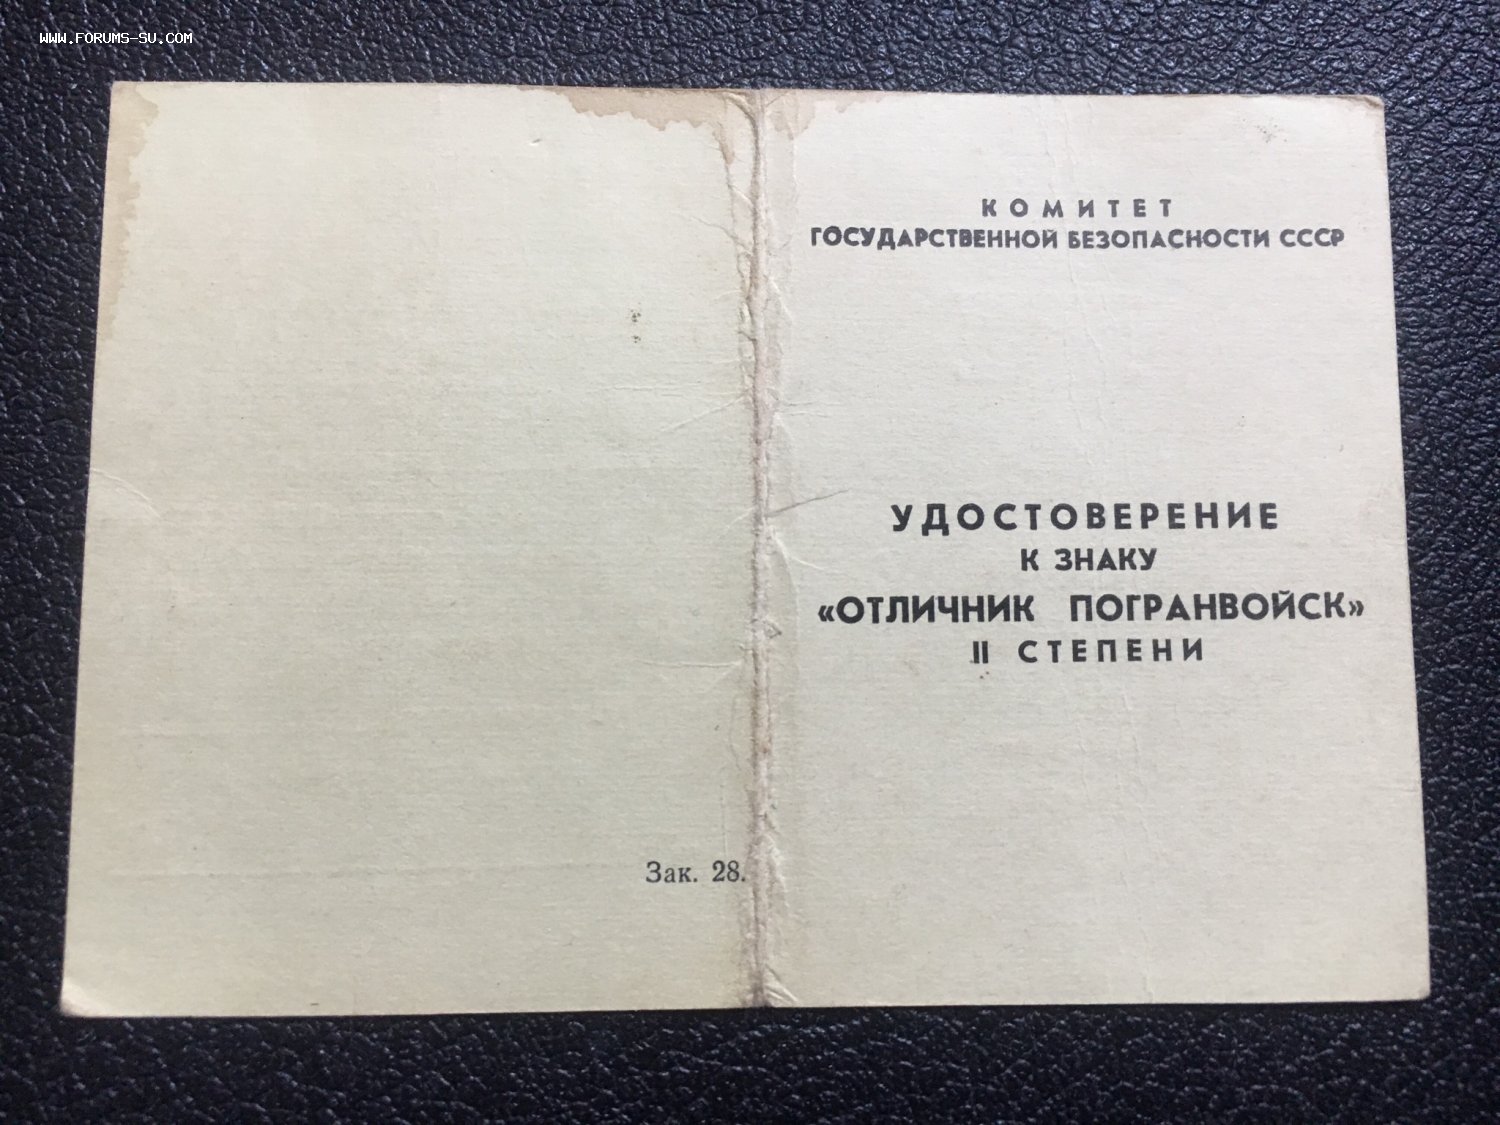 WWW.FORUMS-SU.COM
КОМИТЕТ
ГОСУДАРСТВЕННОЙ БЕЗОПАСНОСТИ СССР
УДОСТОВЕРЕНИЕ
К ЗНАКУ
«ОТЛИЧНИК ПОГРАНВОЙСК»
II СТЕПЕНИ
Зак. 28.